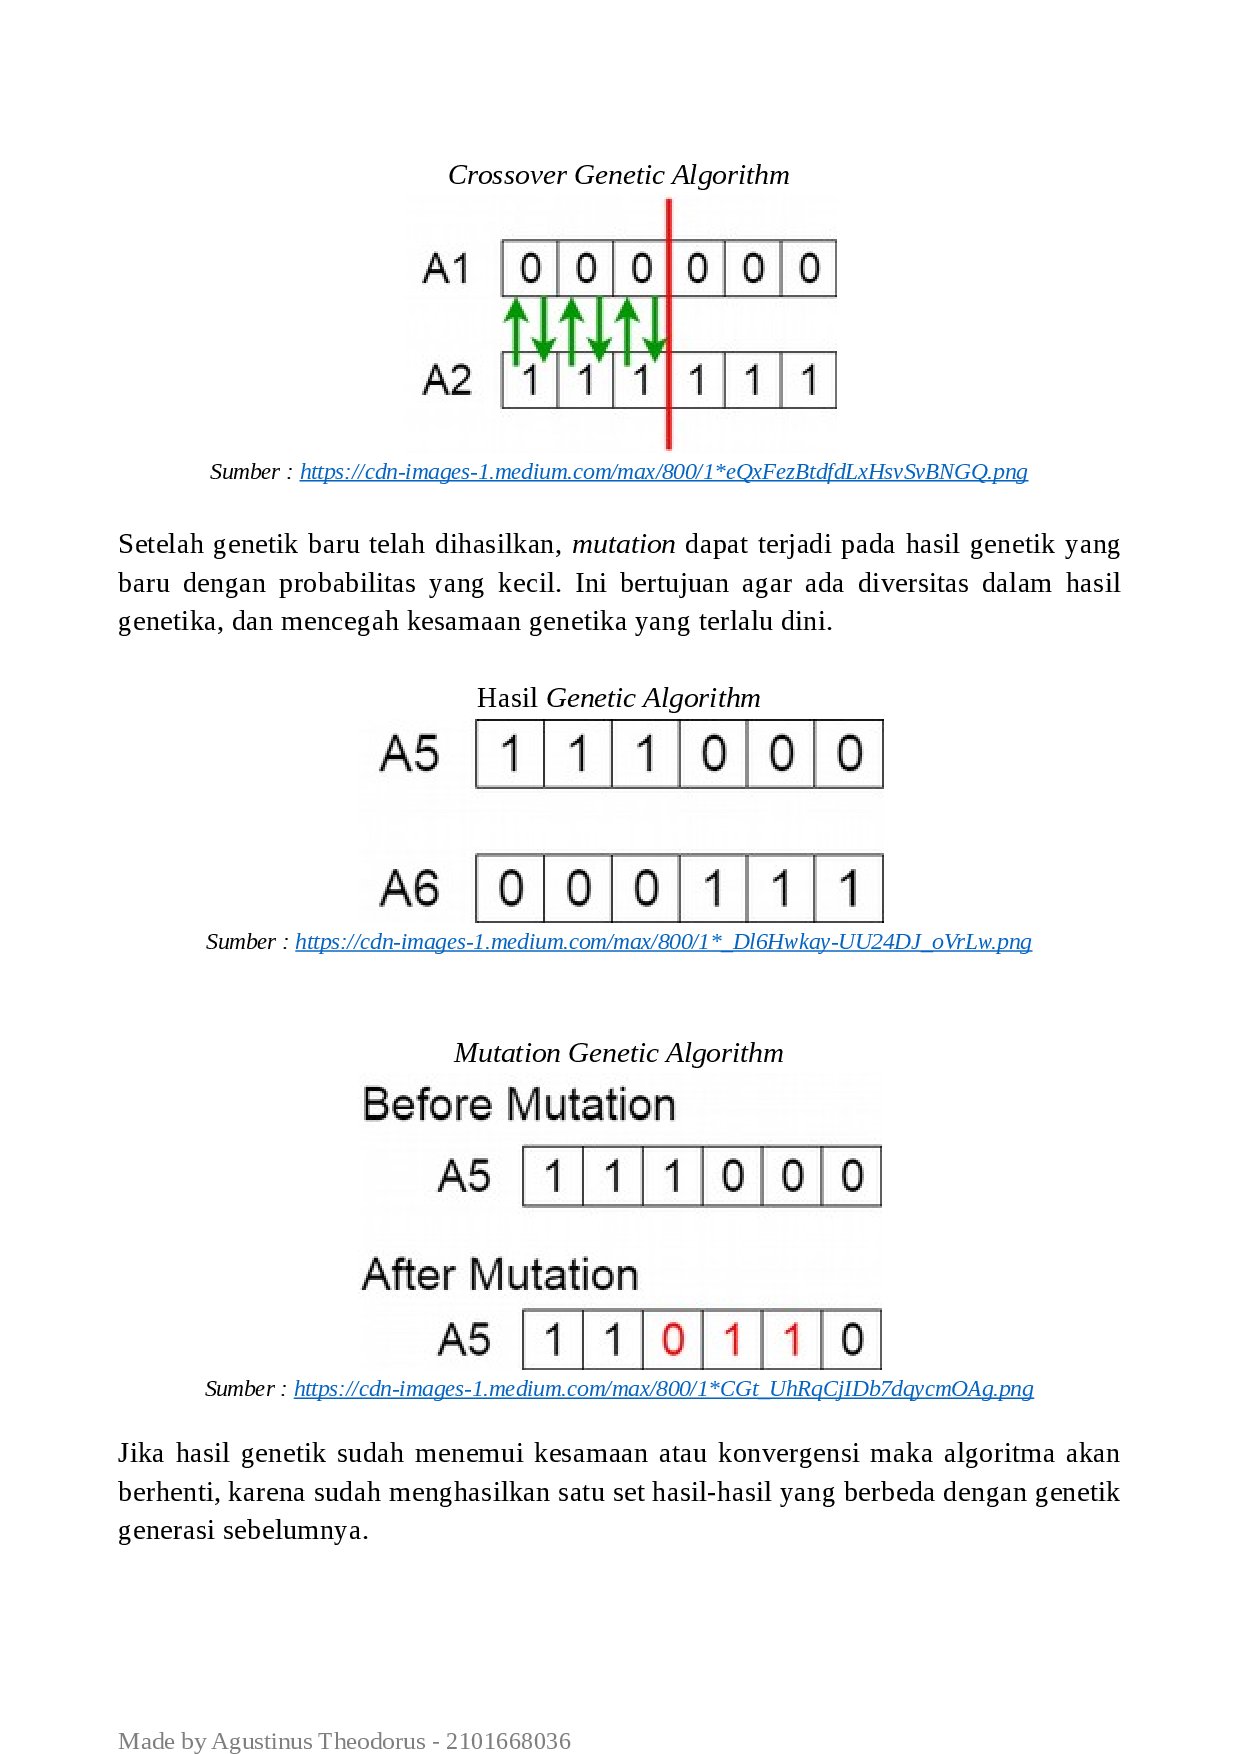 Crossover Genetic Algorithm
A1 0 0 0 0 0 0
A2 1 1 1 1 1 1
Sumber : https://cdn-images-1.medium.com/max/800/1*eQxFezBtdfdLxHsvSvBNGQ.png
Setelah genetik baru telah dihasilkan, mutation dapat terjadi pada hasil genetik yang
baru dengan probabilitas yang kecil. Ini bertujuan agar ada diversitas dalam hasil
genetika, dan mencegah kesamaan genetika yang terlalu dini.
Hasil Genetic Algorithm
A5 1 1 1 0 0 0
A6 0 0 0 1 1 1
Sumber : https://cdn-images-1.medium.com/max/800/1*_Dl6Hwkay-UU24DJ_oVrLw.png
Mutation Genetic Algorithm
Before Mutation
A5 1 1 1 0 0 0
After Mutation
A5 1 1 0 1 1 0
Sumber : https://cdn-images-1.medium.com/max/800/1*CGt_UhRqCjIDb7dqycmOAg.png
Jika hasil genetik sudah menemui kesamaan atau konvergensi maka algoritma akan
berhenti, karena sudah menghasilkan satu set hasil-hasil yang berbeda dengan genetik
generasi sebelumnya.
Made by Agustinus Theodorus - 2101668036